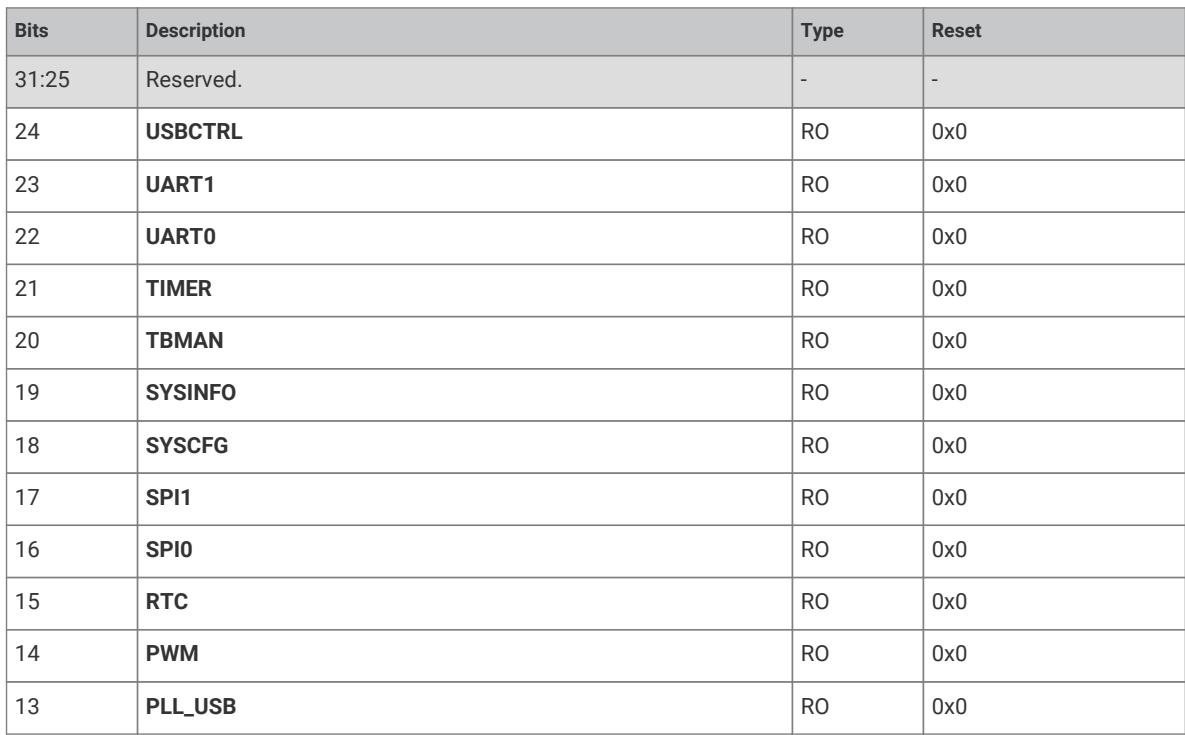 Bits Description Type Reset
31:25 Reserved. - -
24 USBCTRL RO 0x0
23 UART1 RO 0x0
22 UART0 RO 0x0
21 TIMER RO 0x0
20 TBMAN RO 0x0
19 SYSINFO RO 0x0
18 SYSCFG RO 0x0
17 SPI1 RO 0x0
16 SPI0 RO 0x0
15 RTC RO 0x0
14 PWM RO 0x0
13 PLL_USB RO 0x0